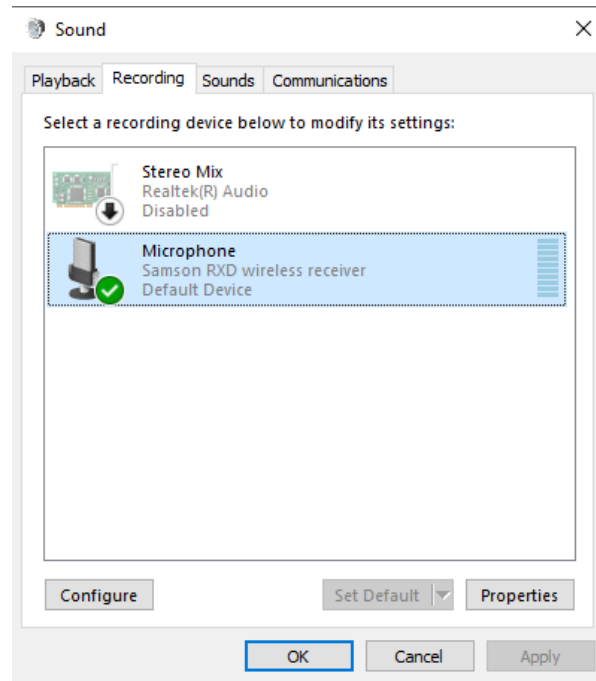 Sound
Playback Recording Sounds Communications
Select a recording device below to modify its settings:
Stereo Mix
Realtek(R) Audio
Disabled
Microphone
Samson RXD wireless receiver
Default Device
Configure Set Default Properties
OK Cancel Apply